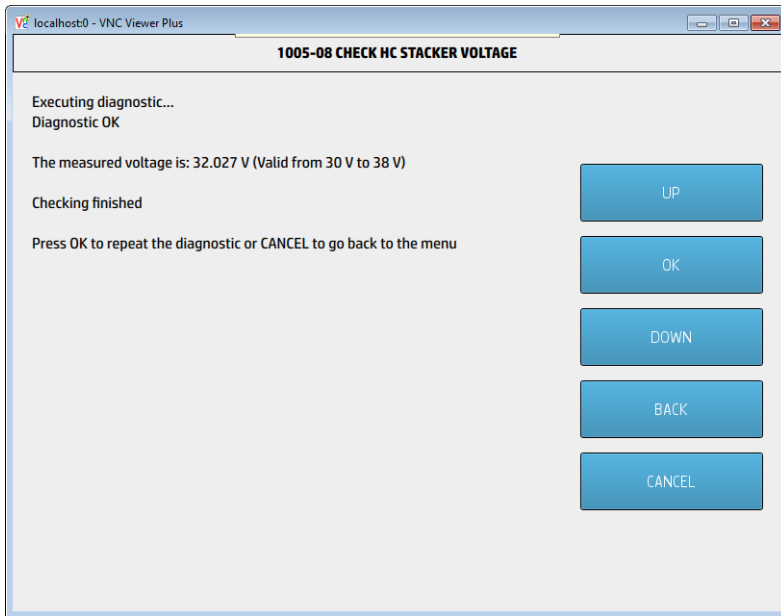 localhost:0 - VNC Viewer Plus
1005-08 CHECK HC STACKER VOLTAGE
Executing diagnostic...
Diagnostic OK
The measured voltage is: 32.027 V (Valid from 30 V to 38 V)
Checking finished
Press OK to repeat the diagnostic or CANCEL to go back to the menu
UP
OK
DOWN
BACK
CANCEL